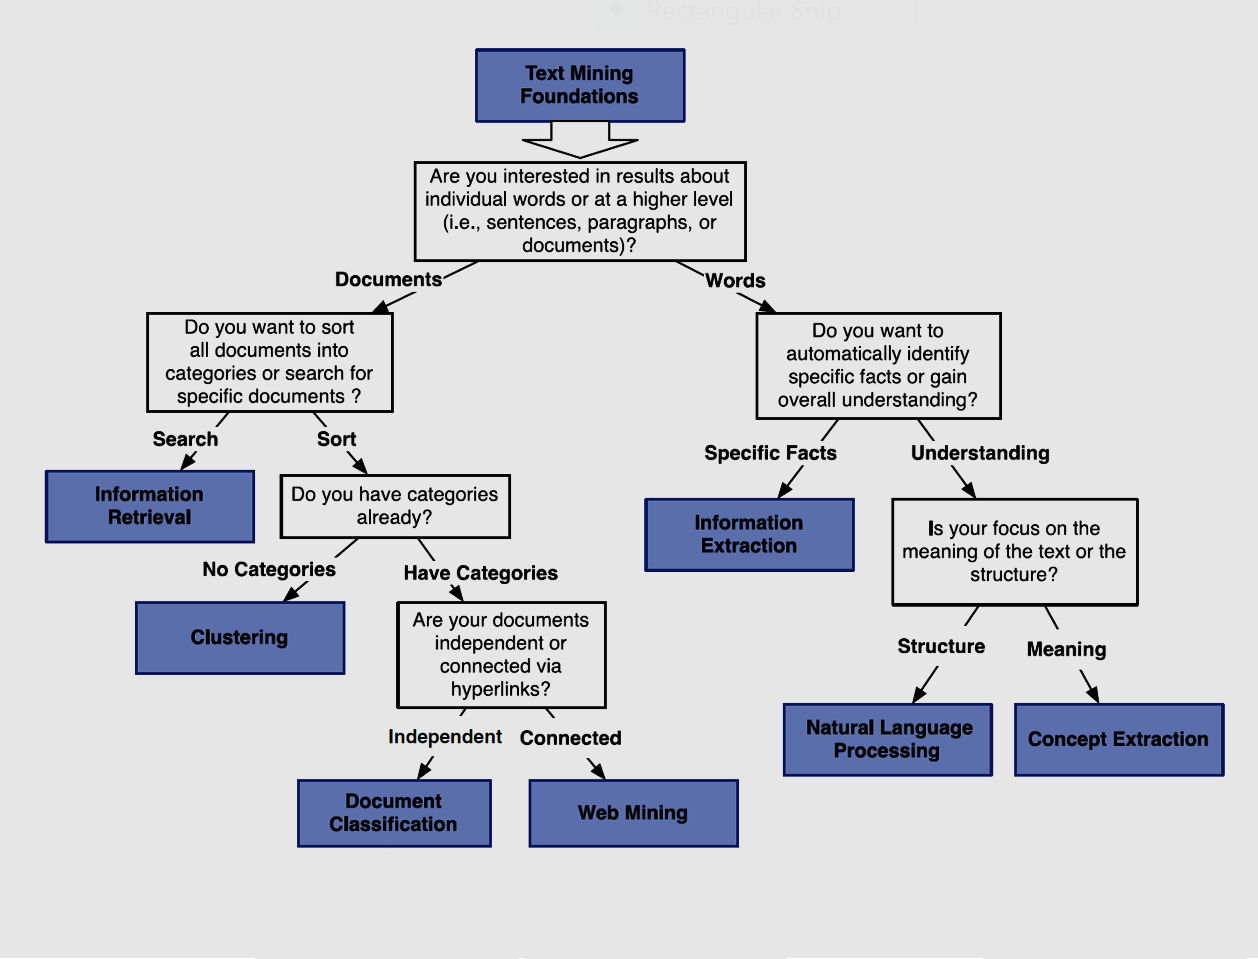 Rectangular Snip
Text Mining
Foundations
Are you interested in results about
individual words or at a higher level
(i.e., sentences, paragraphs, or
documents)?
Documents
Words
Do you want to sort
all documents into
categories or search for
specific documents ?
Do you want to
automatically identify
specific facts or gain
overall understanding?
Search
Sort
Specific Facts
Understanding
Information
Retrieval
Do you have categories
already?
Information
Extraction
Is your focus on the
meaning of the text or the
structure?
No Categories
Have Categories
Clustering
Are your documents
independent or
connected via
hyperlinks?
Structure
Meaning
Independent
Connected
Natural Language
Processing
Concept Extraction
Document
Classification
Web Mining